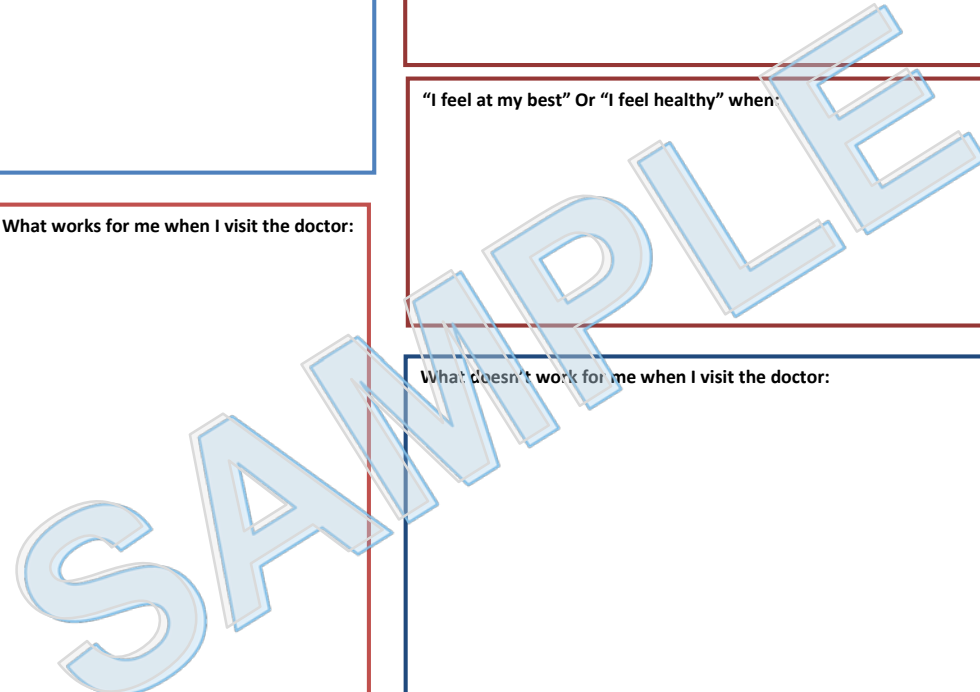 “I feel at my best” Or “I feel healthy” when:
What works for me when I visit the doctor:
What doesn’t work for me when I visit the doctor:
SAMPLE